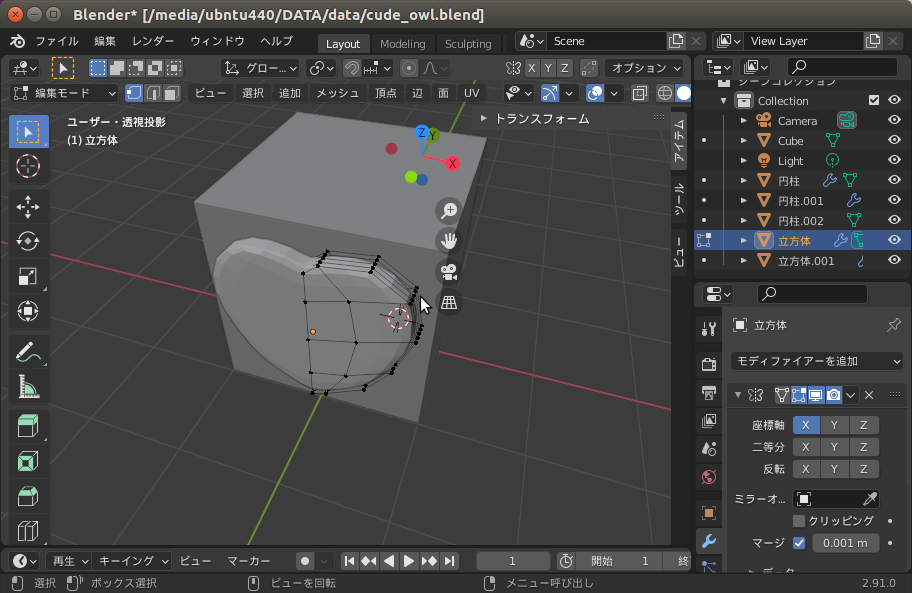 Blender* [/media/ubntu440/DATA/data/cude_owl.blend]
ファイル 編集 レンダー ウィンドウ ヘルプ Layout Modeling Sculpting Scene View Layer
グロー... X Y Z オプション
編集モード ビュー 選択 追加 メッシュ 頂点 辺 面 UV
ユーザー・透視投影
(1) 立方体
トランスフォーム
Z Y X
アイテム
ツール
ビュー
シーンコレクション
Collection
Camera
Cube
Light
円柱
円柱.001
円柱.002
立方体
立方体.001
立方体
モディファイアーを追加
座標軸 X Y Z
二等分 X Y Z
反転 X Y Z
ミラーオ...
クリッピング
マージ 0.001 m
データ
再生 キーイング ビュー マーカー 1 開始 1 終
選択 ボックス選択 ビューを回転 メニュー呼び出し 2.91.0